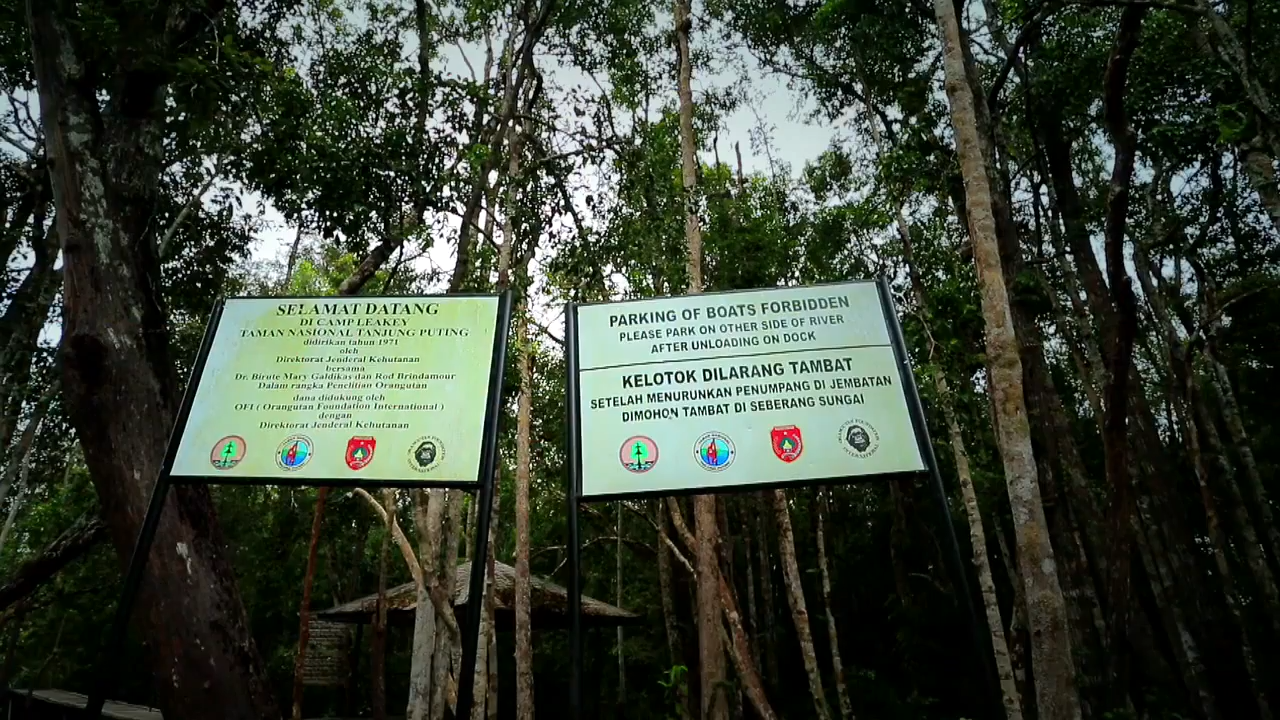 SELAMAT DATANG
DI CAMP LEAKEY
TAMAN NASIONAL TANJUNG PUTING
didirikan tahun 1971
oleh
Direktorat Jenderal Kehutanan
bersama
Dr. Birute Mary Galdikas dan Rod Brindamour
Dalam rangka Penelitian Orangutan
dana didukung oleh
OFI ( Orangutan Foundation International )
dengan
Direktorat Jenderal Kehutanan
PARKING OF BOATS FORBIDDEN
PLEASE PARK ON OTHER SIDE OF RIVER
AFTER UNLOADING ON DOCK
KELOTOK DILARANG TAMBAT
SETELAH MENURUNKAN PENUMPANG DI JEMBATAN
DIMOHON TAMBAT DI SEBERANG SUNGAI